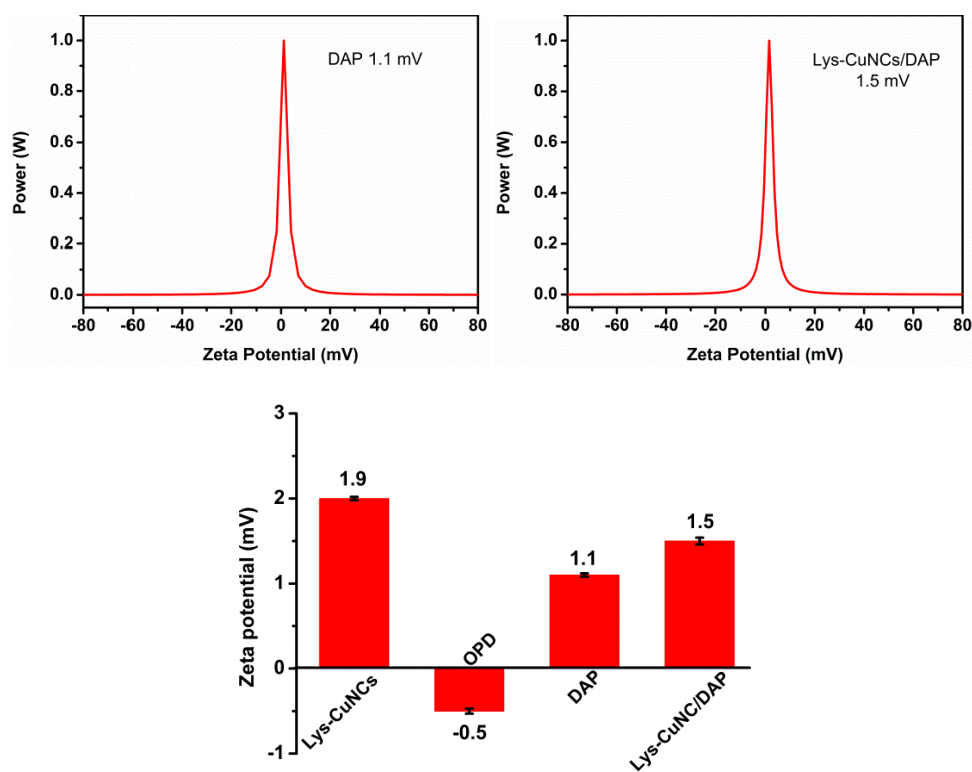 DAP 1.1 mV
1.0
0.8
0.6
0.4
0.2
0.0
Power (W)
-80 -60 -40 -20 0 20 40 60 80
Zeta Potential (mV)
Lys-CuNCs/DAP
1.5 mV
1.0
0.8
0.6
0.4
0.2
0.0
Power (W)
-80 -60 -40 -20 0 20 40 60 80
Zeta Potential (mV)
3
2
1
0
-1
Zeta potential (mV)
1.9
-0.5
1.1
1.5
Lys-CuNCs
OPD
DAP
Lys-CuNC/DAP